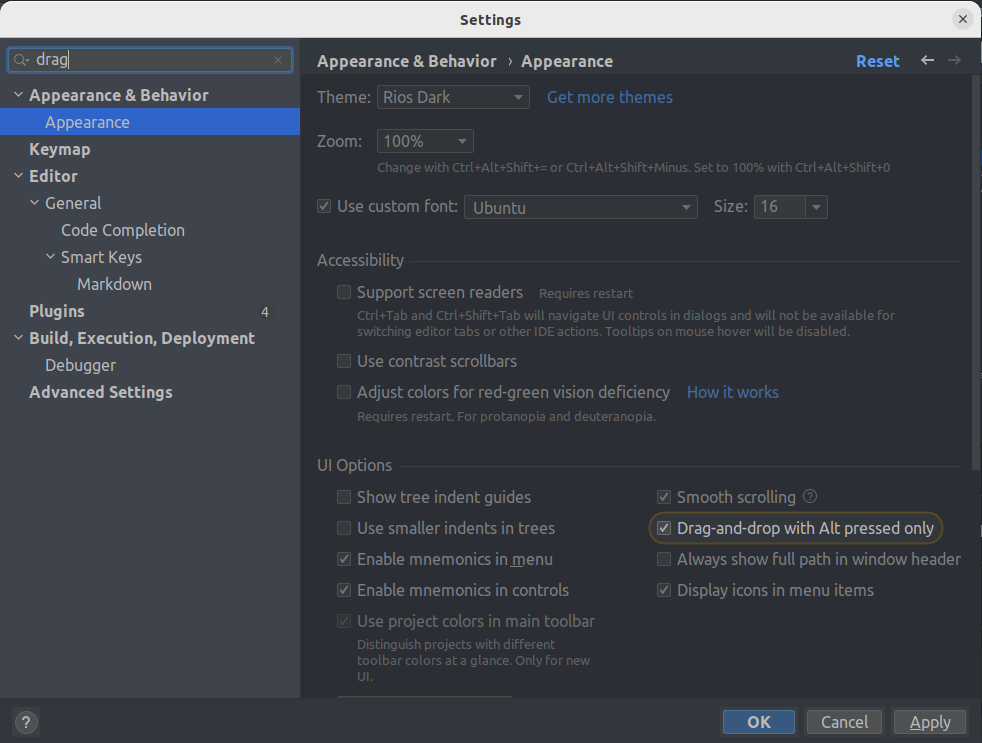 Settings
drag
Appearance & Behavior
Appearance
Keymap
Editor
General
Code Completion
Smart Keys
Markdown
Plugins 4
Build, Execution, Deployment
Debugger
Advanced Settings
Appearance & Behavior › Appearance
Reset
Theme: Rios Dark Get more themes
Zoom: 100%
Change with Ctrl+Alt+Shift+= or Ctrl+Alt+Shift+Minus. Set to 100% with Ctrl+Alt+Shift+0
Use custom font: Ubuntu Size: 16
Accessibility
Support screen readers Requires restart
Ctrl+Tab and Ctrl+Shift+Tab will navigate UI controls in dialogs and will not be available for
switching editor tabs or other IDE actions. Tooltips on mouse hover will be disabled.
Use contrast scrollbars
Adjust colors for red-green vision deficiency How it works
Requires restart. For protanopia and deuteranopia.
UI Options
Show tree indent guides
Smooth scrolling ?
Use smaller indents in trees
Drag-and-drop with Alt pressed only
Enable mnemonics in menu
Always show full path in window header
Enable mnemonics in controls
Display icons in menu items
Use project colors in main toolbar
Distinguish projects with different
toolbar colors at a glance. Only for new
UI.
?
OK
Cancel
Apply